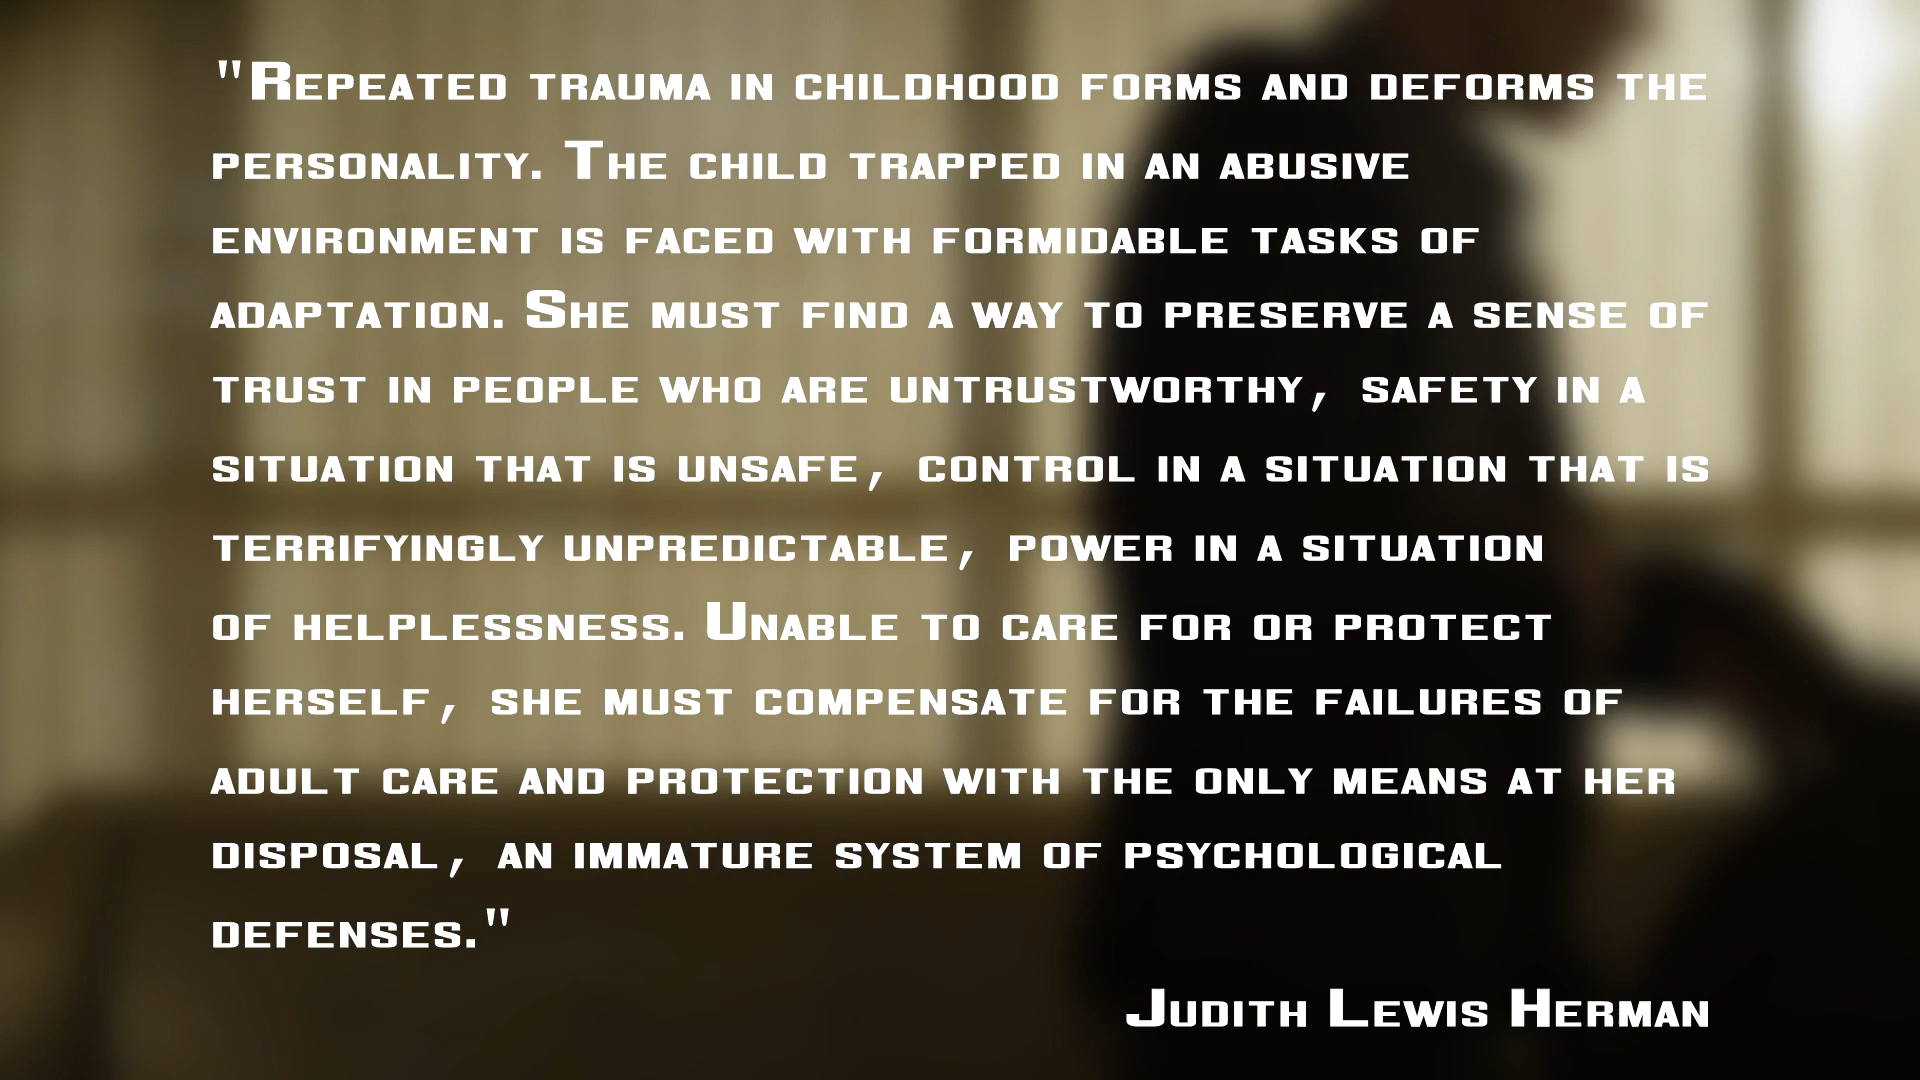 "Repeated trauma in childhood forms and deforms the
personality. The child trapped in an abusive
environment is faced with formidable tasks of
adaptation. She must find a way to preserve a sense of
trust in people who are untrustworthy, safety in a
situation that is unsafe, control in a situation that is
terrifyingly unpredictable, power in a situation
of helplessness. Unable to care for or protect
herself, she must compensate for the failures of
adult care and protection with the only means at her
disposal, an immature system of psychological
defenses."
Judith Lewis Herman